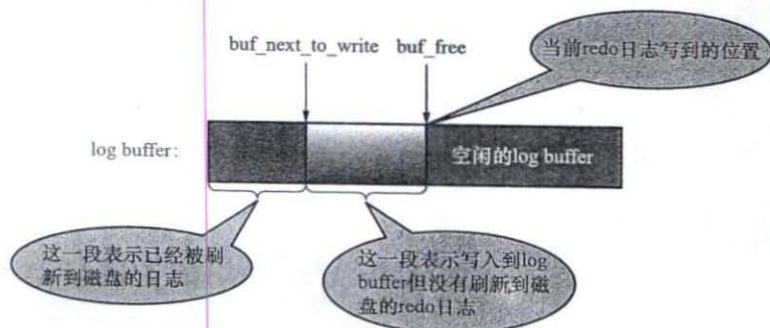 buf_next_to_write buf_free
当前redo日志写到的位置
log buffer:
空闲的log buffer
这一段表示已经被刷
新到磁盘的日志
这一段表示写入到log
buffer但没有刷新到磁
盘的redo日志